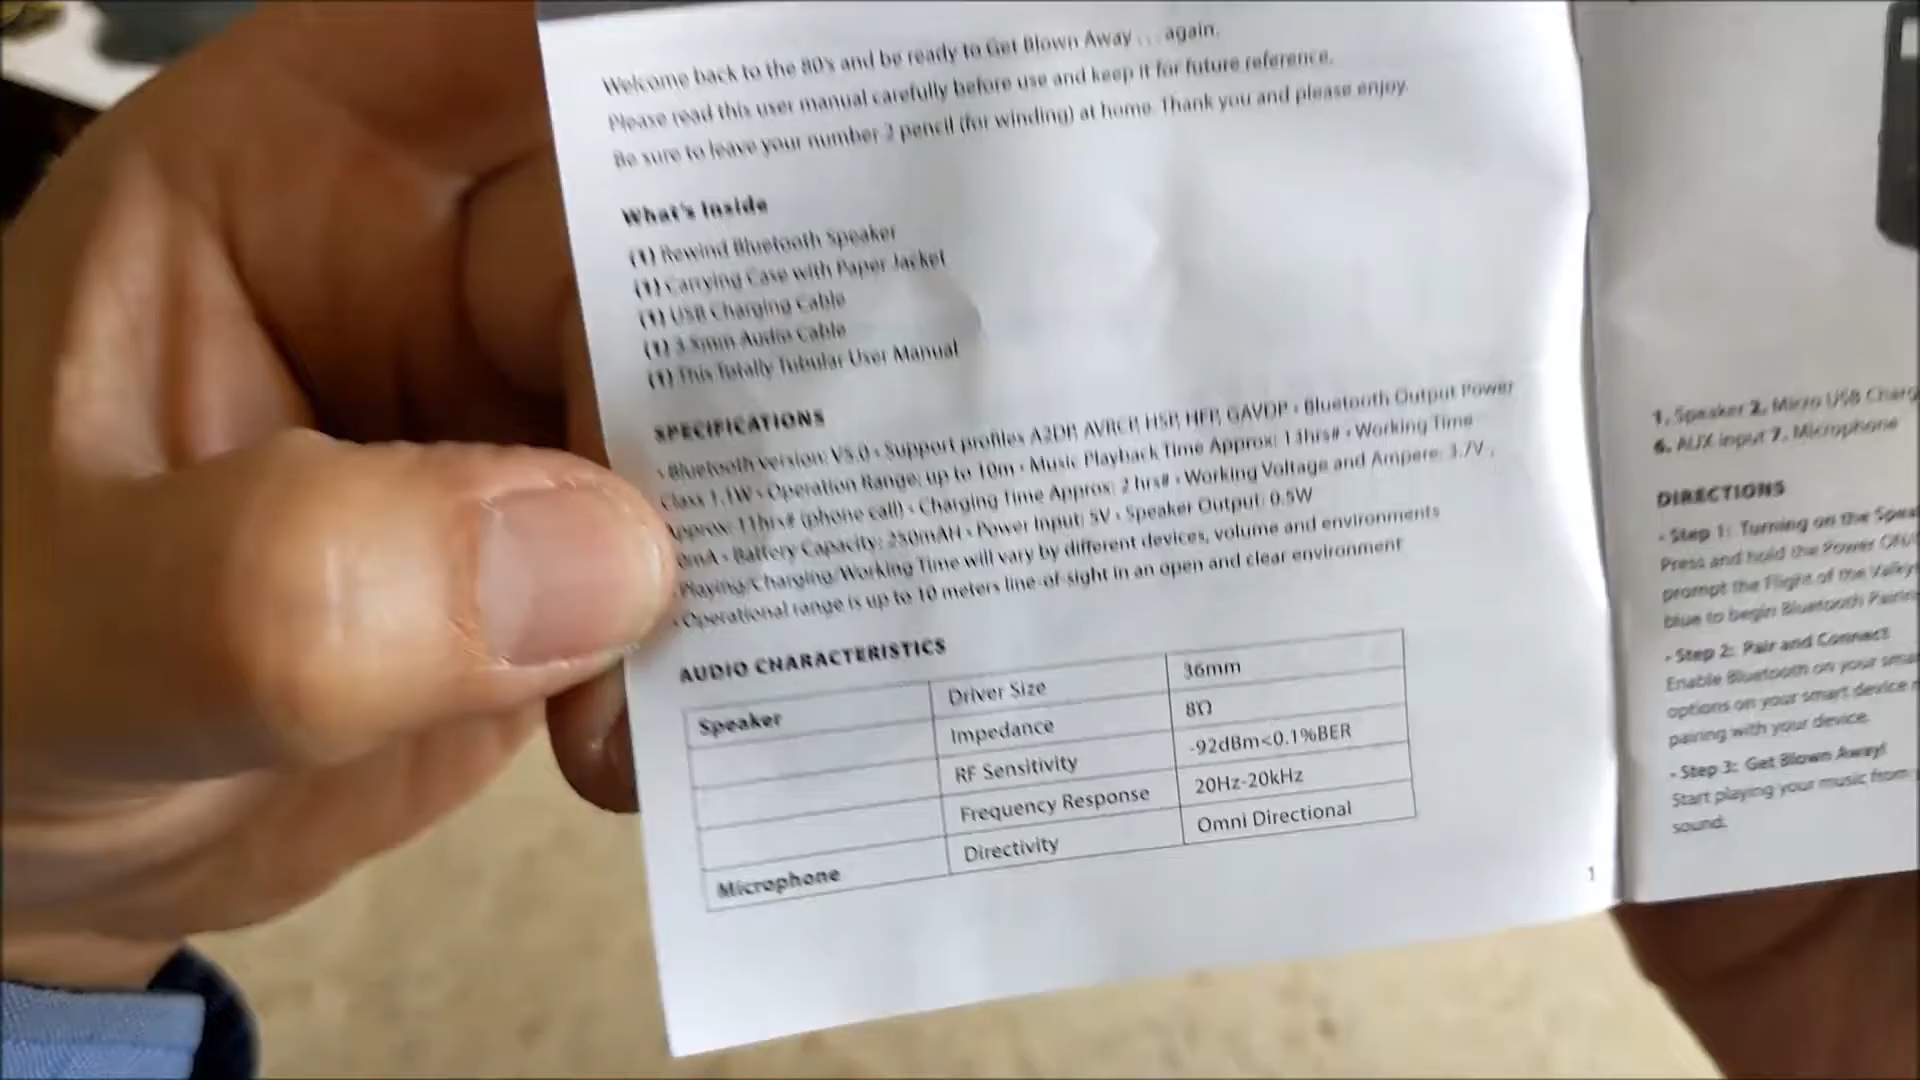 Welcome back to the 80's and be ready to Get Blown Away . . . again.
Please read this user manual carefully before use and keep it for future reference.
Be sure to leave your number 2 pencil (for winding) at home. Thank you and please enjoy.
What's Inside
(1) Rewind Bluetooth Speaker
(1) Carrying Case with Paper Jacket
(1) USB Charging Cable
(1) 3.5mm Audio Cable
(1) This Totally Tubular User Manual
SPECIFICATIONS
• Bluetooth Version: V5.0 • Support profiles A2DP, AVRCP, HSP, HFP, GAVDP • Bluetooth Output Power
Class 1.1W • Operation Range: up to 10m • Music Playback Time Approx: hrs# • Working Time
Approx: 11hrs# (phone call) • Charging Time Approx: 2 hrs# • Working Voltage and Ampere: 3.7V,
0mA • Battery Capacity: 250mAH • Power Input: 5V • Speaker Output: 0.5W
Playing/Charging/Working Time will vary by different devices, volume and environments
• Operational range is up to 10 meters line-of-sight in an open and clear environment
AUDIO CHARACTERISTICS
Speaker Driver Size 36mm
Impedance 8Ω
RF Sensitivity -92dBm<0.1%BER
Frequency Response 20Hz-20kHz
Microphone Directivity Omni Directional
1
1. Speaker 2. Micro USB Charg
6. AUX input 7. Microphone
DIRECTIONS
• Step 1: Turning on the Spea
Press and hold the Power
prompt the Flight of the Valky
blue to begin Bluetooth Pairin
• Step 2: Pair and Connect
Enable Bluetooth on your sma
options on your smart device
pairing with your device.
• Step 3: Get Blown Away!
Start playing your music from
sound.